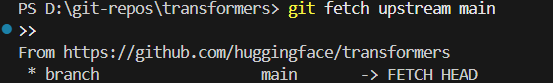 PS D:\git-repos\transformers> git fetch upstream main
>>
From https://github.com/huggingface/transformers
 * branch                  main       -> FETCH_HEAD